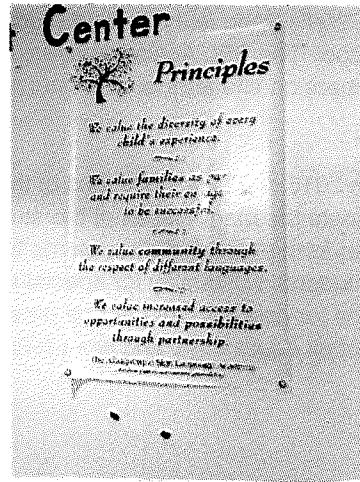 Center
Principles
We value the diversity of every
child's experience.
We value families as
and require their
to be successful.
We value community through
the respect of different languages.
We value increased access to
opportunities and possibilities
through partnership.
Sign Language